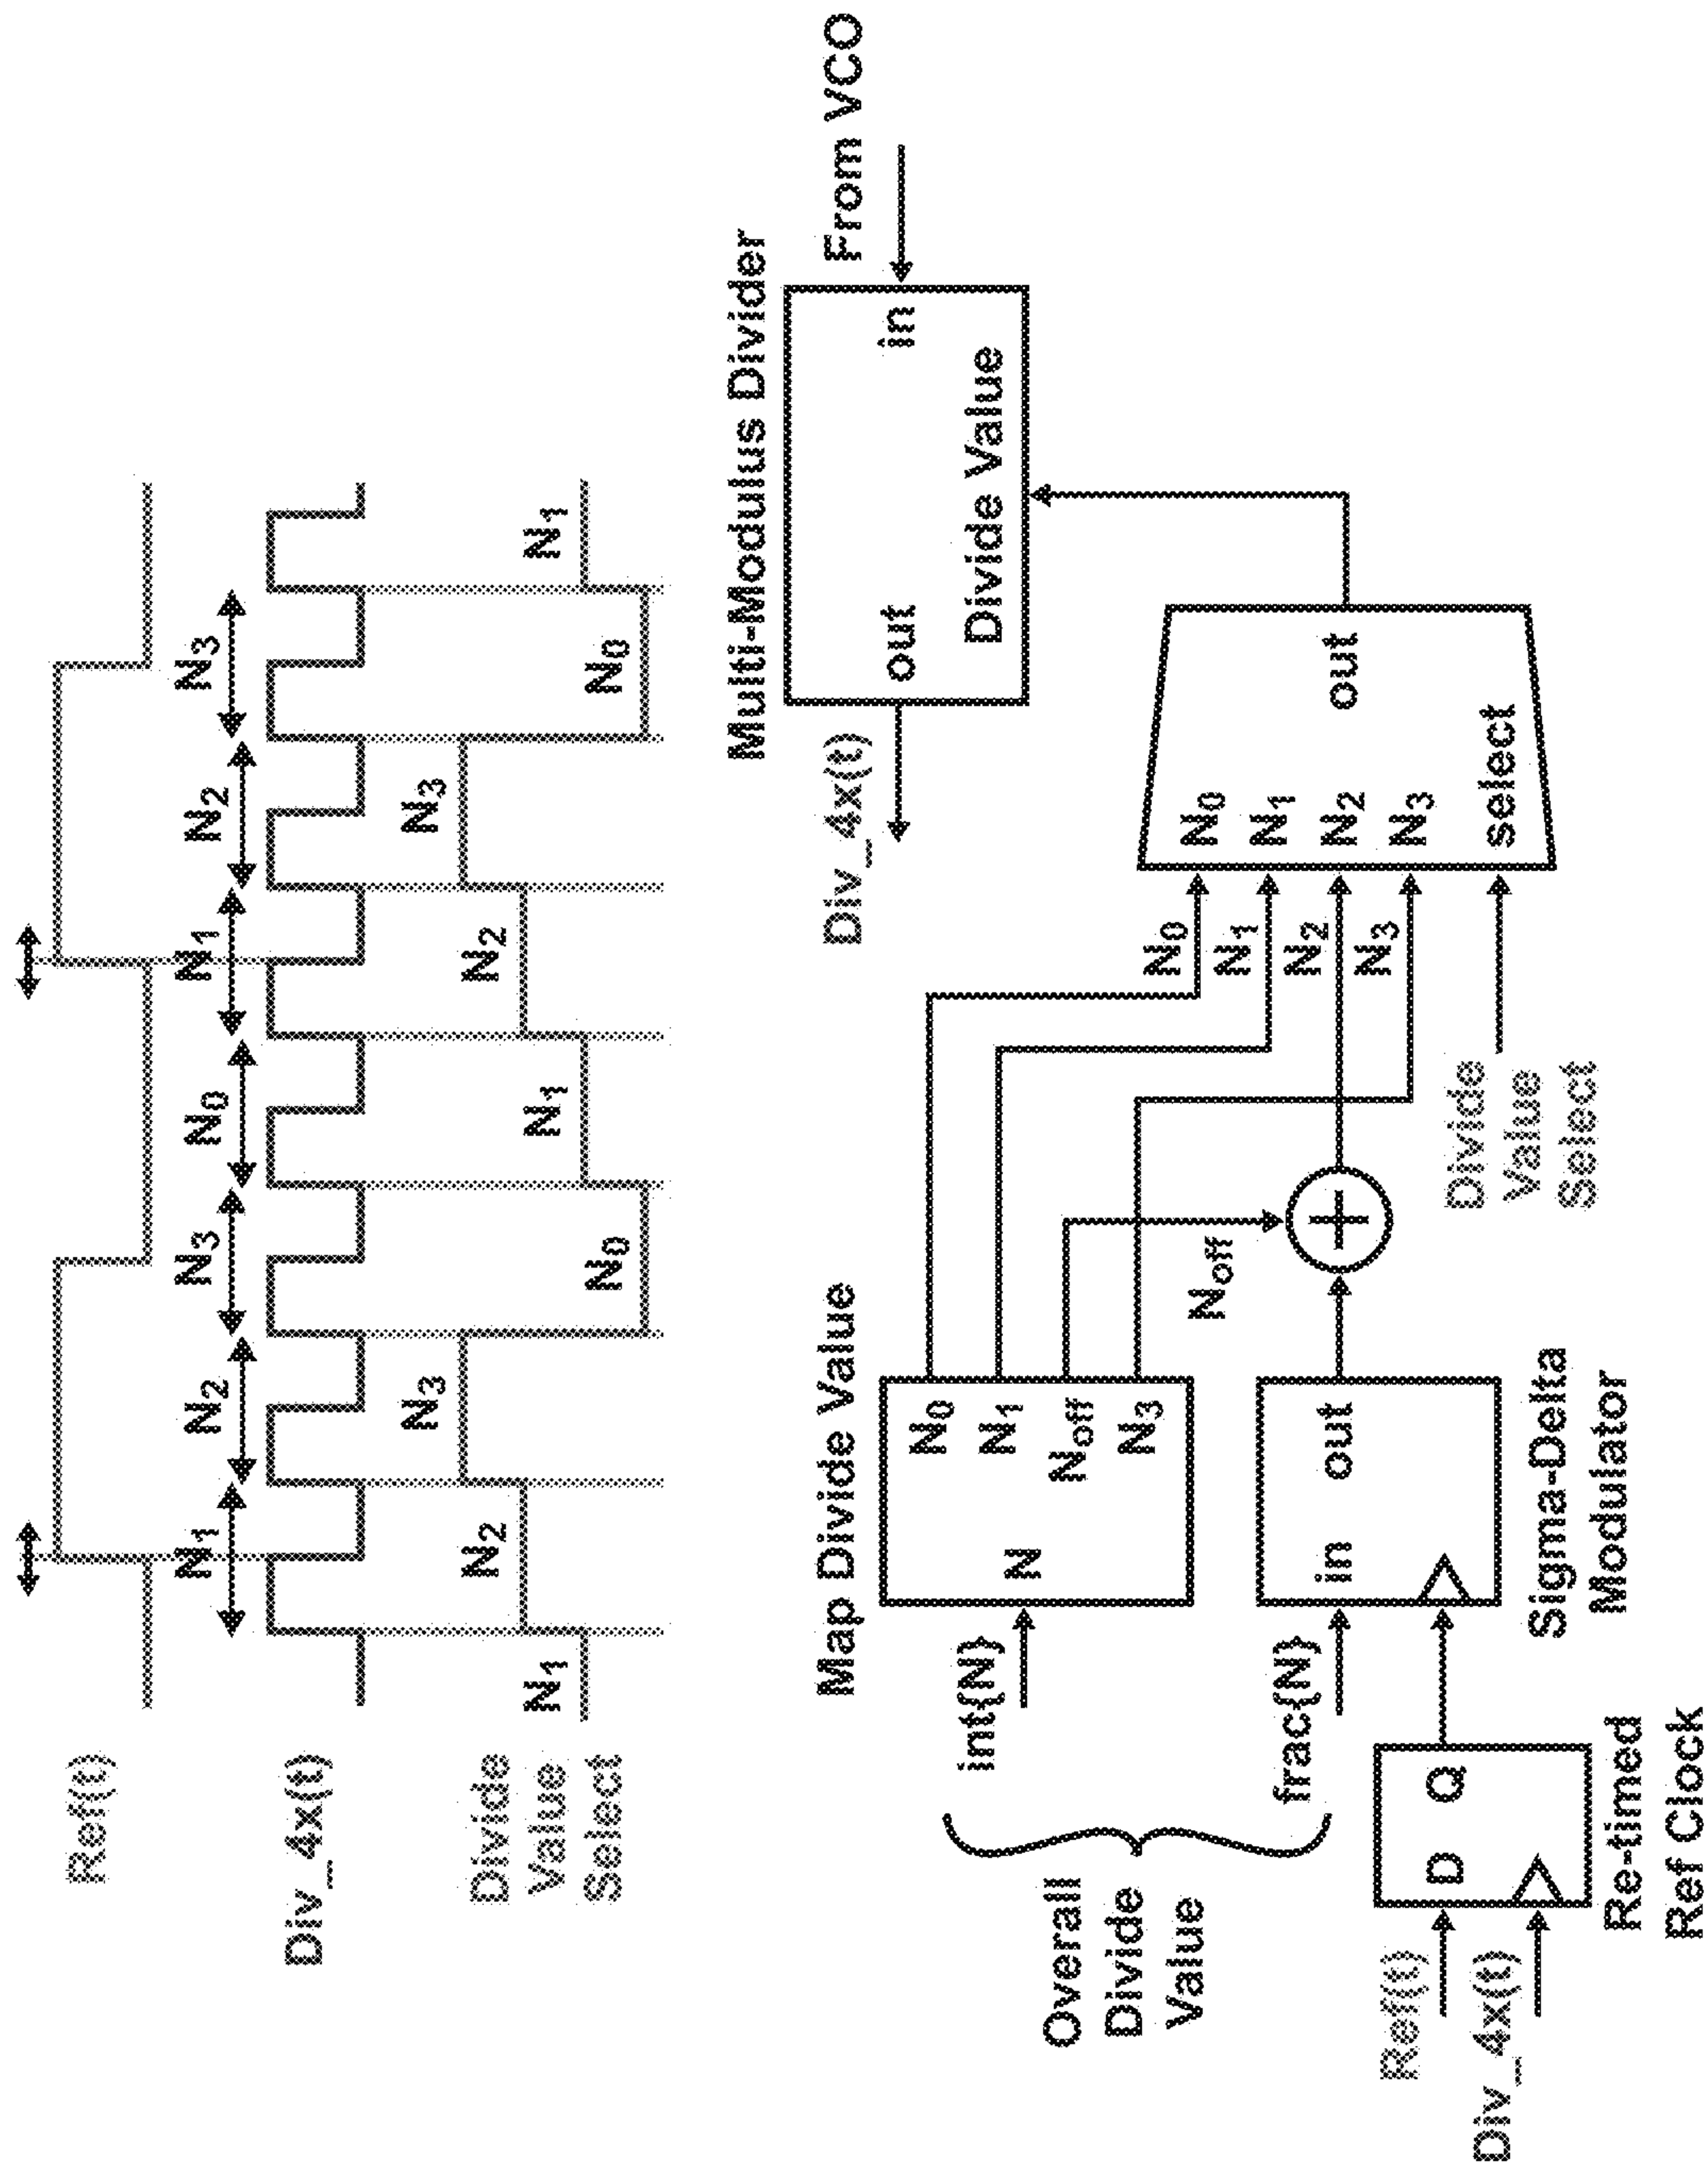 Ref(t)
N1 N2 N3 N0 N1 N2 N3
Div_4x(t)
Divide
Value
Select
N1 N2 N3 N0 N1 N2 N3 N0 N1
Multi-Modulus Divider
From VCO
Div_4x(t)
out in
Divide Value
Map Divide Value
int{N}
N
N0
N1
Noff
N3
Noff
N0
N1
N2
N3
N0
N1
N2
N3
out
select
Overall
Divide
Value
frac{N}
in out
Sigma-Delta
Modulator
Divide
Value
Select
Ref(t)
Div_4x(t)
D Q
Re-timed
Ref Clock